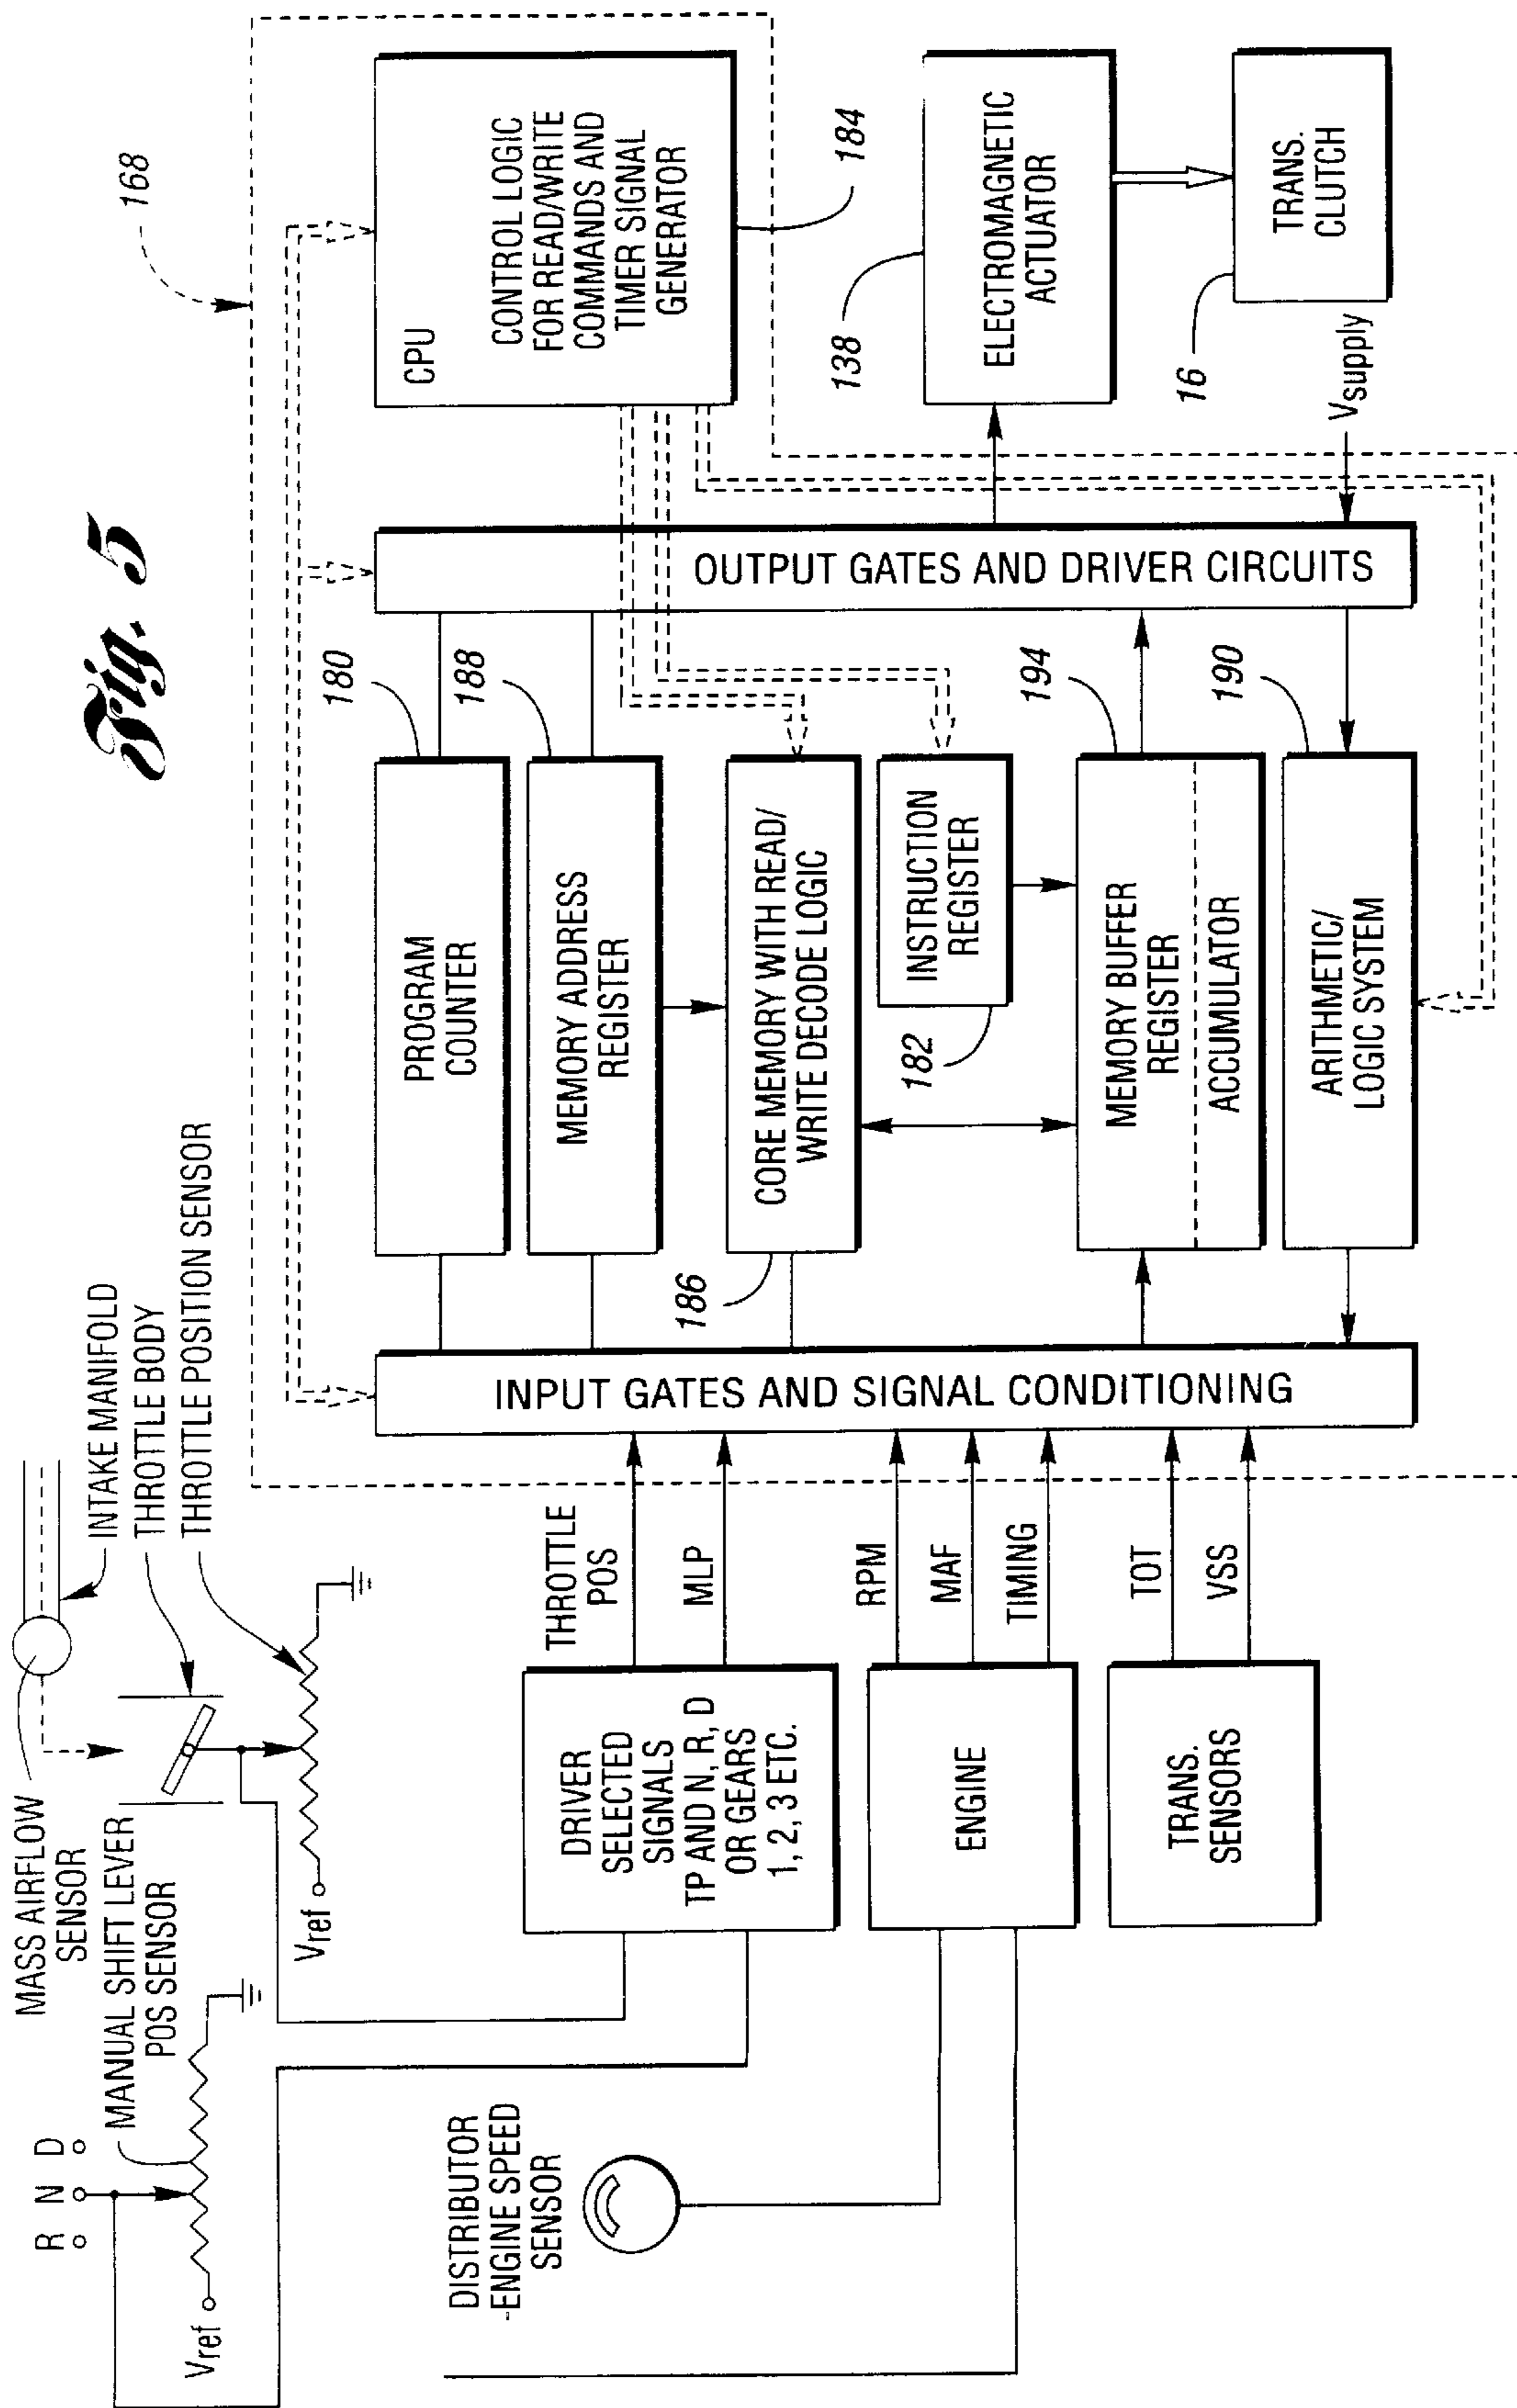 Fig. 5
168
MASS AIRFLOW
SENSOR
INTAKE MANIFOLD
THROTTLE BODY
THROTTLE POSITION SENSOR
R N D
MANUAL SHIFT LEVER
POS SENSOR
Vref
Vref
DISTRIBUTOR
-ENGINE SPEED
SENSOR
DRIVER
SELECTED
SIGNALS
TP AND N, R, D
OR GEARS
1, 2, 3 ETC.
ENGINE
TRANS.
SENSORS
THROTTLE
POS
MLP
RPM
MAF
TIMING
TOT
VSS
INPUT GATES AND SIGNAL CONDITIONING
PROGRAM
COUNTER
180
MEMORY ADDRESS
REGISTER
188
CORE MEMORY WITH READ/
WRITE DECODE LOGIC
186
INSTRUCTION
REGISTER
182
MEMORY BUFFER
REGISTER
ACCUMULATOR
194
ARITHMETIC/
LOGIC SYSTEM
190
OUTPUT GATES AND DRIVER CIRCUITS
CPU
CONTROL LOGIC
FOR READ/WRITE
COMMANDS AND
TIMER SIGNAL
GENERATOR
184
ELECTROMAGNETIC
ACTUATOR
138
TRANS.
CLUTCH
16
Vsupply